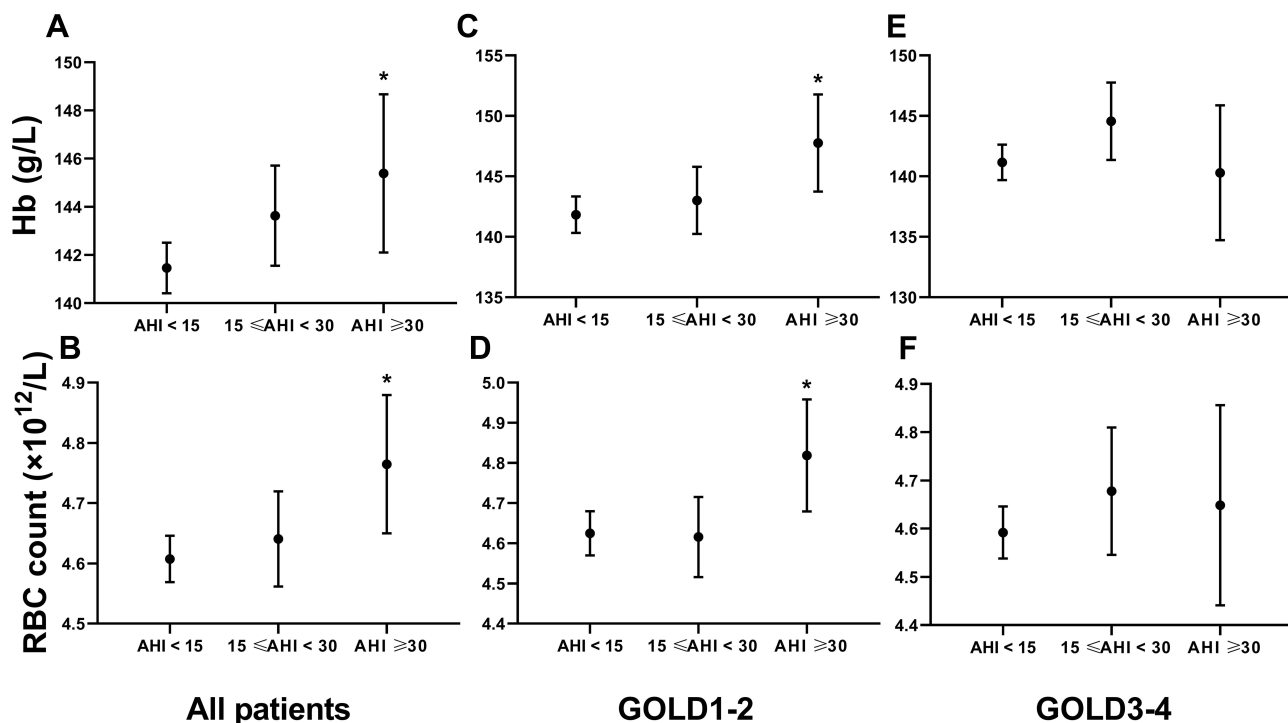 A
Hb (g/L)
150
148
146
144
142
140
*
AHI < 15
15 ⩽AHI < 30
AHI ⩾30
C
155
150
145
140
135
*
AHI < 15
15 ⩽AHI < 30
AHI ⩾30
E
150
145
140
135
130
AHI < 15
15 ⩽AHI < 30
AHI ⩾30
B
RBC count (×10¹²/L)
4.9
4.8
4.7
4.6
4.5
*
AHI < 15
15 ⩽AHI < 30
AHI ⩾30
All patients
D
5.0
4.9
4.8
4.7
4.6
4.5
4.4
*
AHI < 15
15 ⩽AHI < 30
AHI ⩾30
GOLD1-2
F
4.9
4.8
4.7
4.6
4.5
4.4
AHI < 15
15 ⩽AHI < 30
AHI ⩾30
GOLD3-4